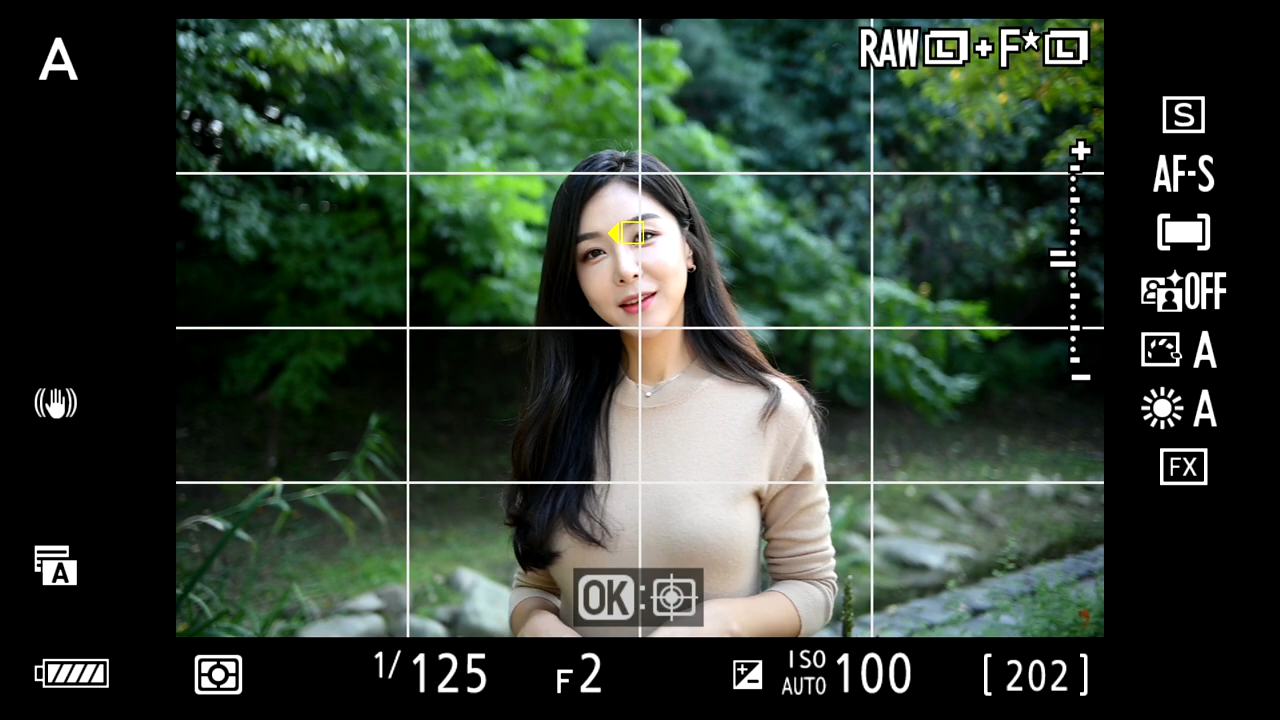 A
RAW L + F★ L
S
AF-S
OFF
A
A
FX
A
OK :
1/125
F2
ISO AUTO 100
[202]